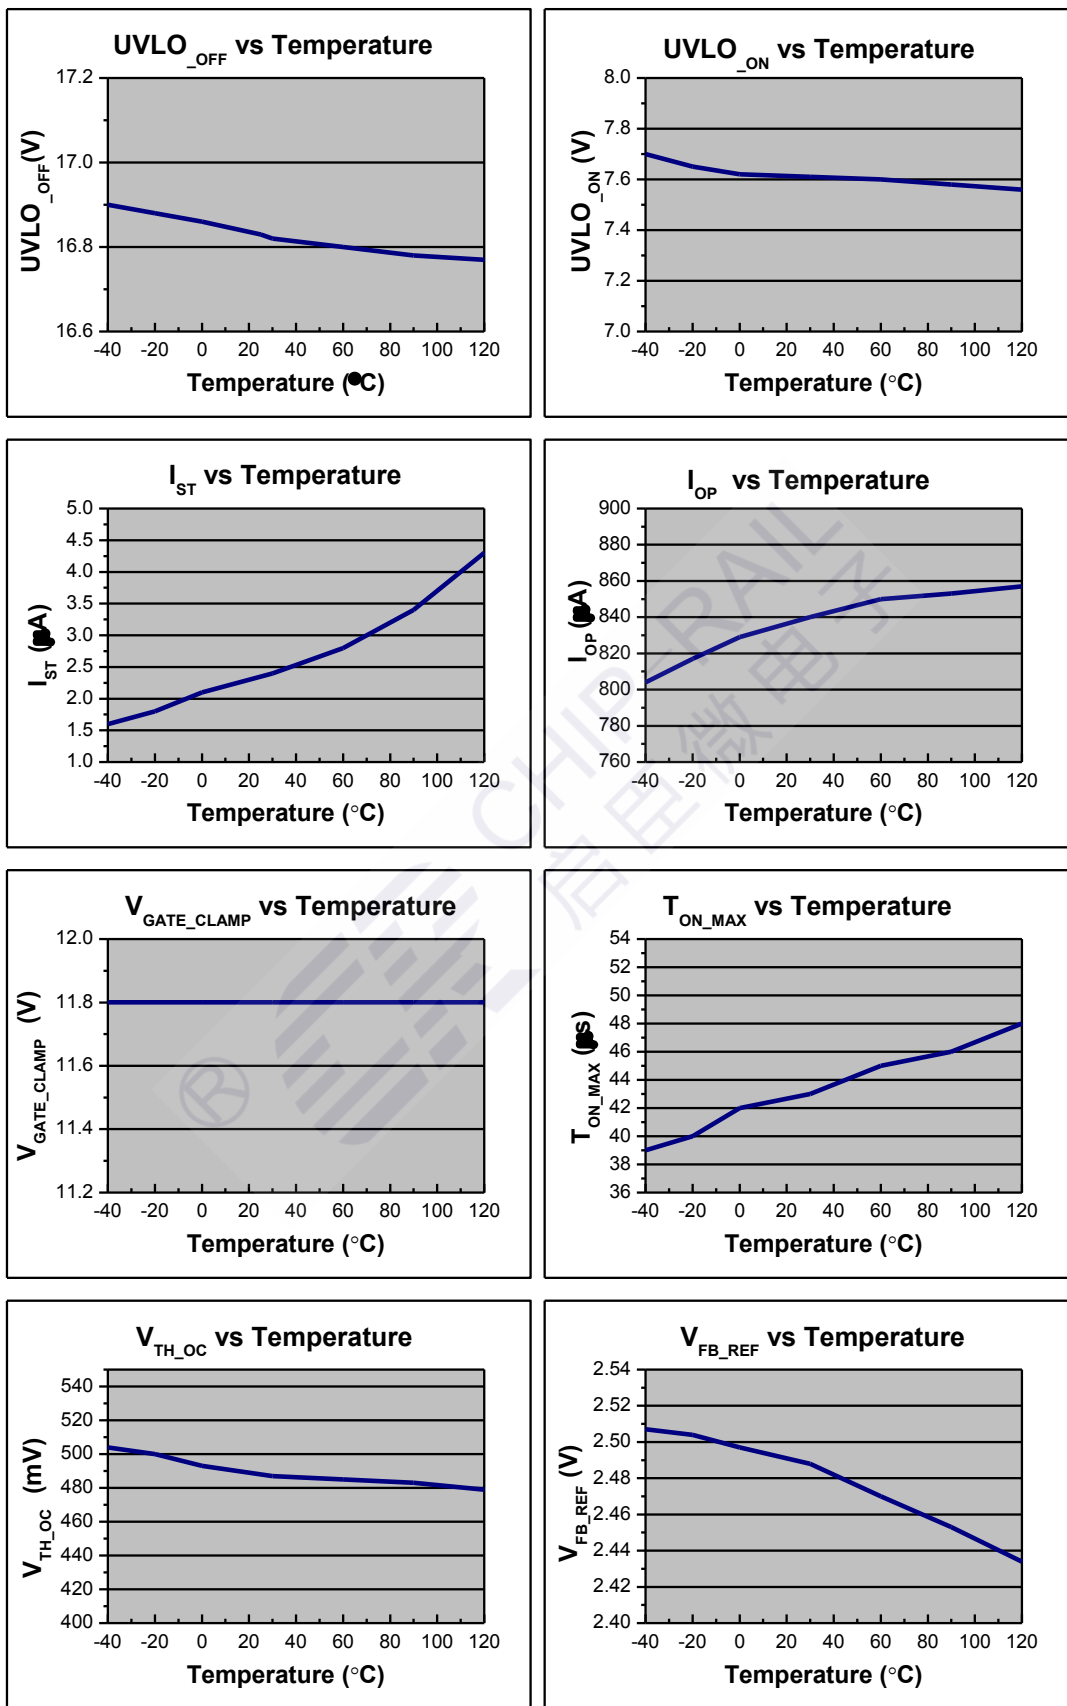 UVLO_OFF vs Temperature
17.2
17.0
16.8
16.6
UVLO_OFF(V)
-40 -20 0 20 40 60 80 100 120
Temperature (●C)
UVLO_ON vs Temperature
8.0
7.8
7.6
7.4
7.2
7.0
UVLO_ON (V)
-40 -20 0 20 40 60 80 100 120
Temperature (°C)
I_ST vs Temperature
5.0
4.5
4.0
3.5
3.0
2.5
2.0
1.5
1.0
I_ST (μA)
-40 -20 0 20 40 60 80 100 120
Temperature (°C)
I_OP vs Temperature
900
880
860
840
820
800
780
760
I_OP (μA)
-40 -20 0 20 40 60 80 100 120
Temperature (°C)
V_GATE_CLAMP vs Temperature
12.0
11.8
11.6
11.4
11.2
V_GATE_CLAMP (V)
-40 -20 0 20 40 60 80 100 120
Temperature (°C)
T_ON_MAX vs Temperature
54
52
50
48
46
44
42
40
38
36
T_ON_MAX (μs)
-40 -20 0 20 40 60 80 100 120
Temperature (°C)
V_TH_OC vs Temperature
540
520
500
480
460
440
420
400
V_TH_OC (mV)
-40 -20 0 20 40 60 80 100 120
Temperature (°C)
V_FB_REF vs Temperature
2.54
2.52
2.50
2.48
2.46
2.44
2.42
2.40
V_FB_REF (V)
-40 -20 0 20 40 60 80 100 120
Temperature (°C)
CHIP-RAIL
启臣微电子
®